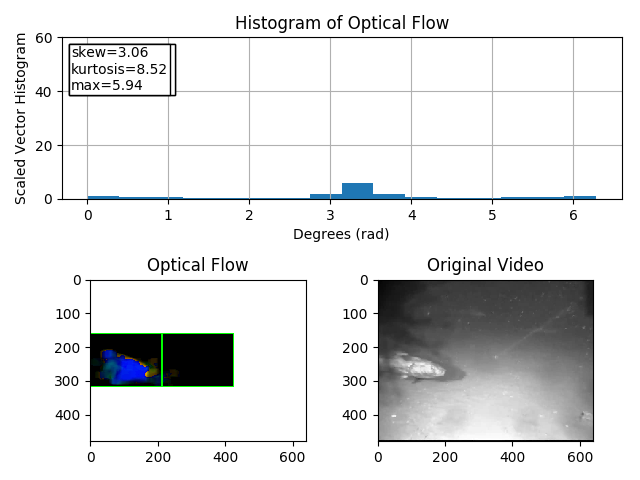 Histogram of Optical Flow
60
40
20
0
Scaled Vector Histogram
skew=3.06
kurtosis=8.52
max=5.94
0 1 2 3 4 5 6
Degrees (rad)
Optical Flow
0
100
200
300
400
0 200 400 600
Original Video
0
100
200
300
400
0 200 400 600